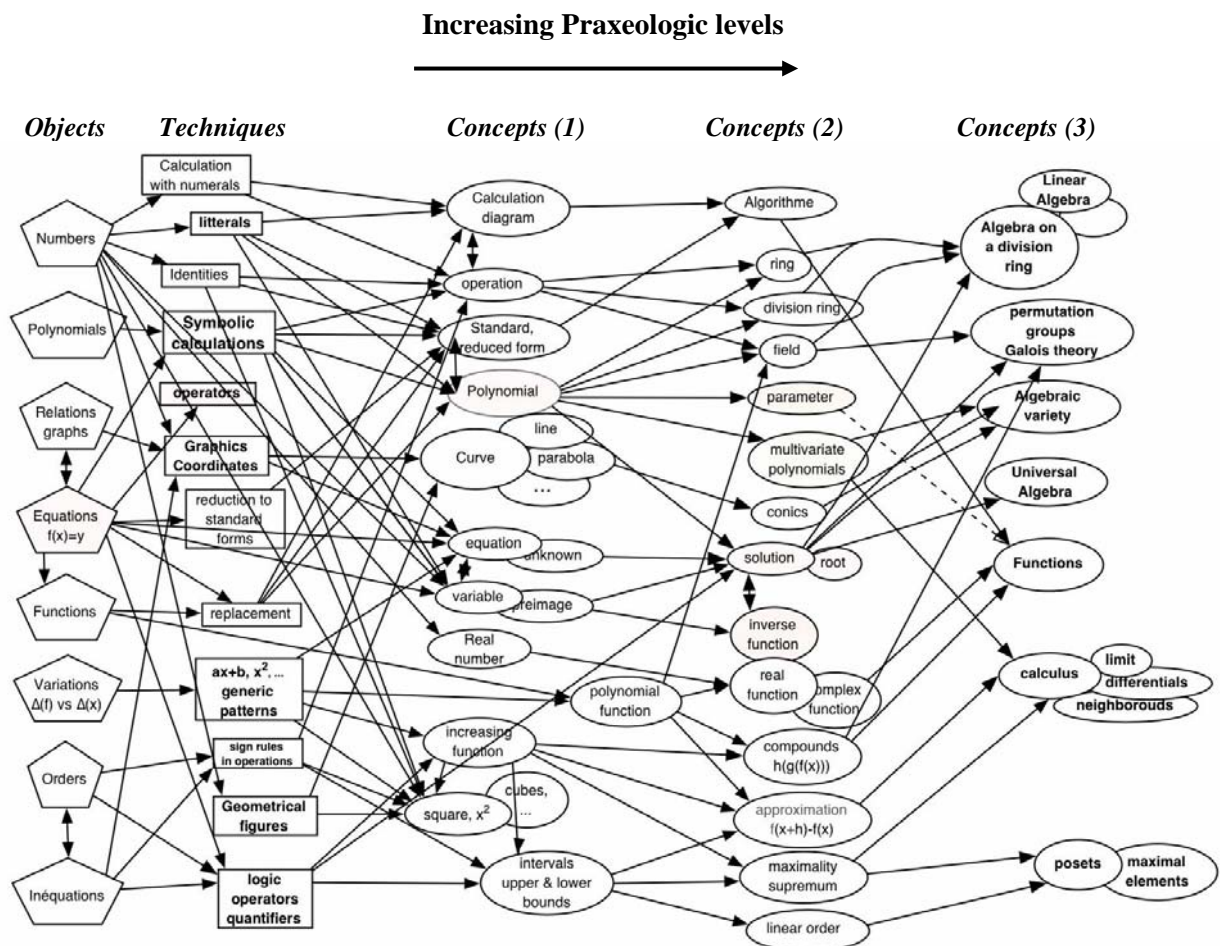 Increasing Praxeologic levels
Objects
Techniques
Concepts (1)
Concepts (2)
Concepts (3)
Numbers
Polynomials
Relations
graphs
Equations
f(x)=y
Functions
Variations
Δ(f) vs Δ(x)
Orders
Inéquations
Calculation
with numerals
litterals
Identities
Symbolic
calculations
operators
Graphics
Coordinates
reduction to
standard
forms
replacement
ax+b, x², ...
generic
patterns
sign rules
in operations
Geometrical
figures
logic
operators
quantifiers
Calculation
diagram
operation
Standard,
reduced form
Polynomial
line
Curve
parabola
...
equation
unknown
variable
preimage
Real
number
polynomial
function
increasing
function
cubes,
...
square, x²
intervals
upper & lower
bounds
Algorithme
ring
division ring
field
parameter
multivariate
polynomials
conics
solution
root
inverse
function
real
function
complex
function
compounds
h(g(f(x)))
approximation
f(x+h)-f(x)
maximality
supremum
linear order
Linear
Algebra
Algebra on
a division
ring
permutation
groups
Galois theory
Algebraic
variety
Universal
Algebra
Functions
calculus
limit
differentials
neighborouds
posets
maximal
elements